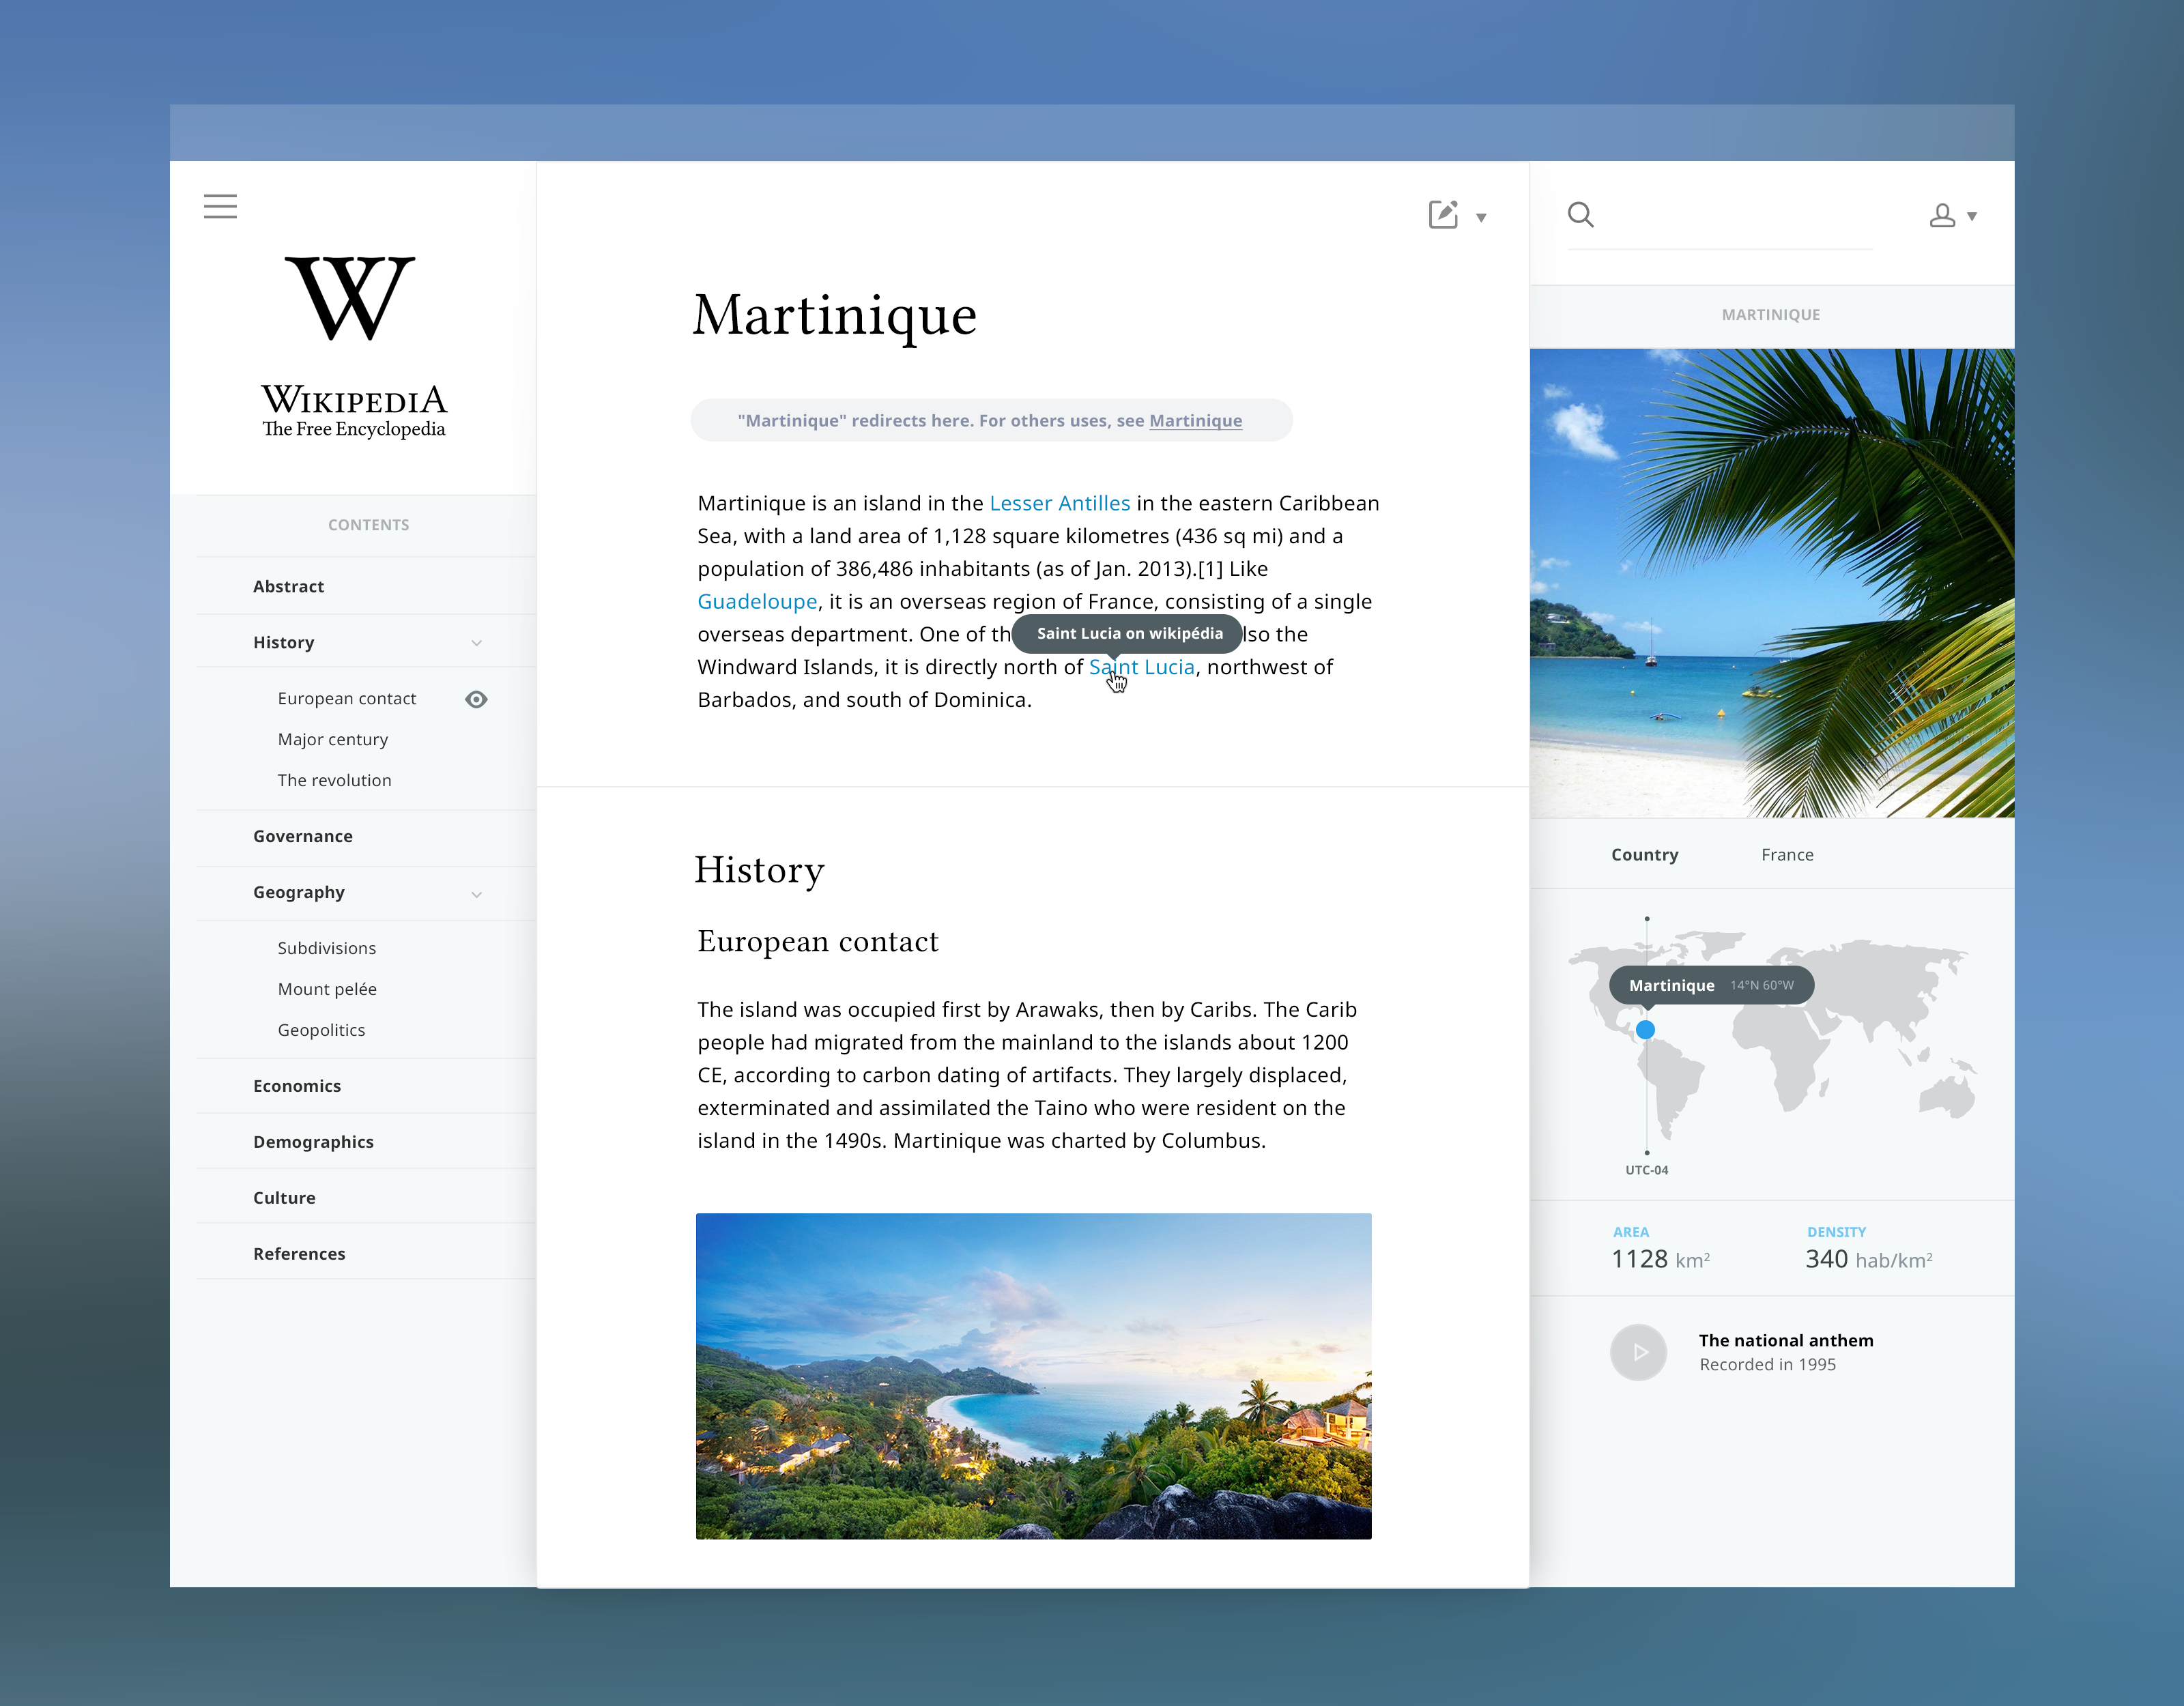 W
WIKIPEDIA
The Free Encyclopedia
CONTENTS
Abstract
History
European contact
Major century
The revolution
Governance
Geography
Subdivisions
Mount pelée
Geopolitics
Economics
Demographics
Culture
References
Martinique
"Martinique" redirects here. For others uses, see Martinique
Martinique is an island in the Lesser Antilles in the eastern Caribbean
Sea, with a land area of 1,128 square kilometres (436 sq mi) and a
population of 386,486 inhabitants (as of Jan. 2013).[1] Like
Guadeloupe, it is an overseas region of France, consisting of a single
overseas department. One of th lso the
Saint Lucia on wikipédia
Windward Islands, it is directly north of Saint Lucia, northwest of
Barbados, and south of Dominica.
History
European contact
The island was occupied first by Arawaks, then by Caribs. The Carib
people had migrated from the mainland to the islands about 1200
CE, according to carbon dating of artifacts. They largely displaced,
exterminated and assimilated the Taino who were resident on the
island in the 1490s. Martinique was charted by Columbus.
MARTINIQUE
Country France
Martinique 14°N 60°W
UTC-04
AREA DENSITY
1128 km² 340 hab/km²
The national anthem
Recorded in 1995